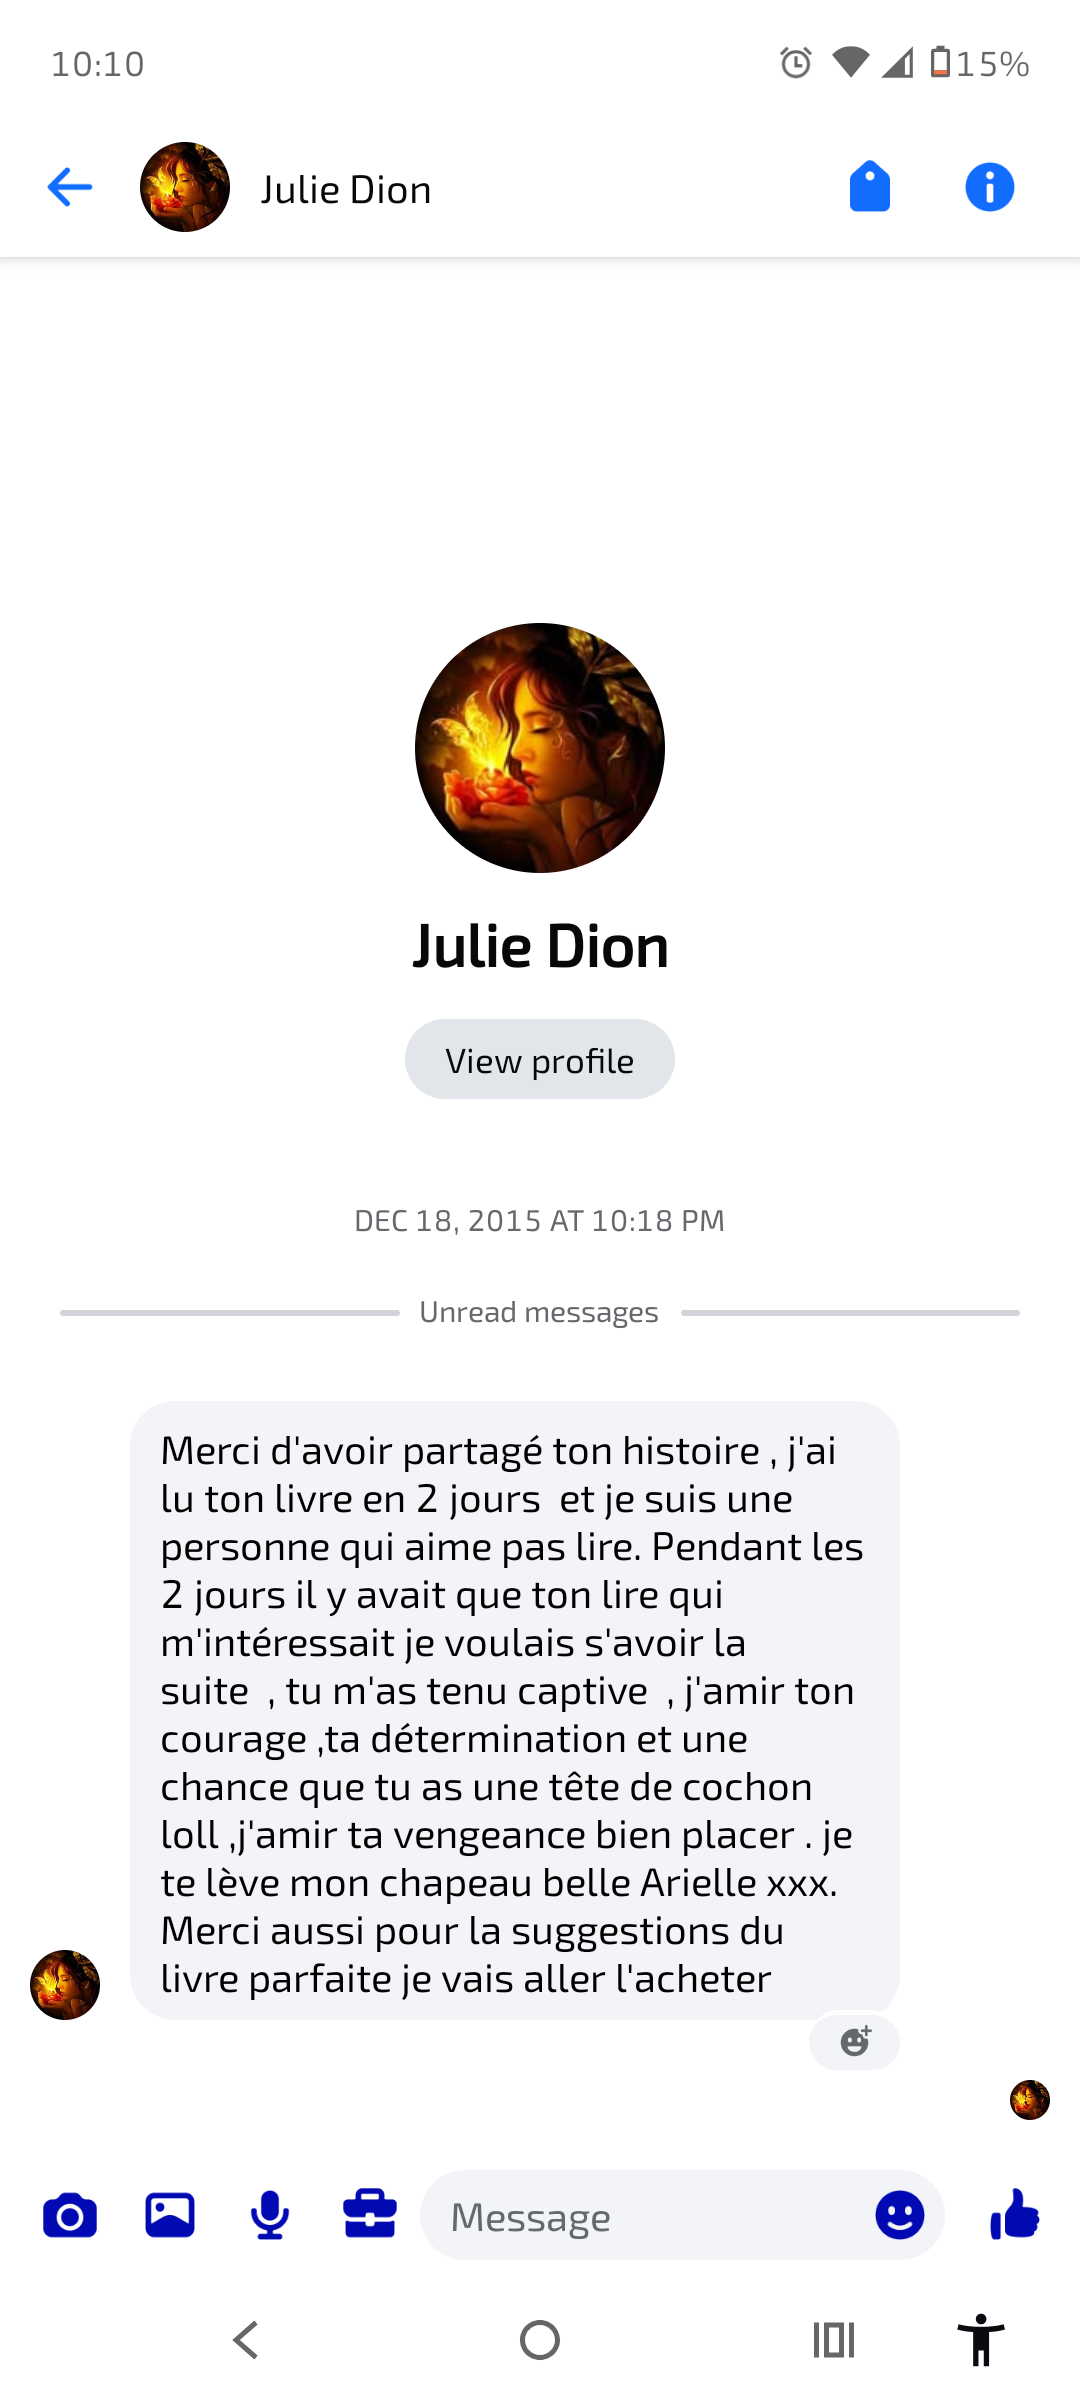 10:10
15%
Julie Dion
Julie Dion
View profile
DEC 18, 2015 AT 10:18 PM
Unread messages
Merci d'avoir partagé ton histoire , j'ai
lu ton livre en 2 jours  et je suis une
personne qui aime pas lire. Pendant les
2 jours il y avait que ton lire qui
m'intéressait je voulais s'avoir la
suite  , tu m'as tenu captive  , j'amir ton
courage ,ta détermination et une
chance que tu as une tête de cochon
loll ,j'amir ta vengeance bien placer . je
te lève mon chapeau belle Arielle xxx.
Merci aussi pour la suggestions du
livre parfaite je vais aller l'acheter
Message